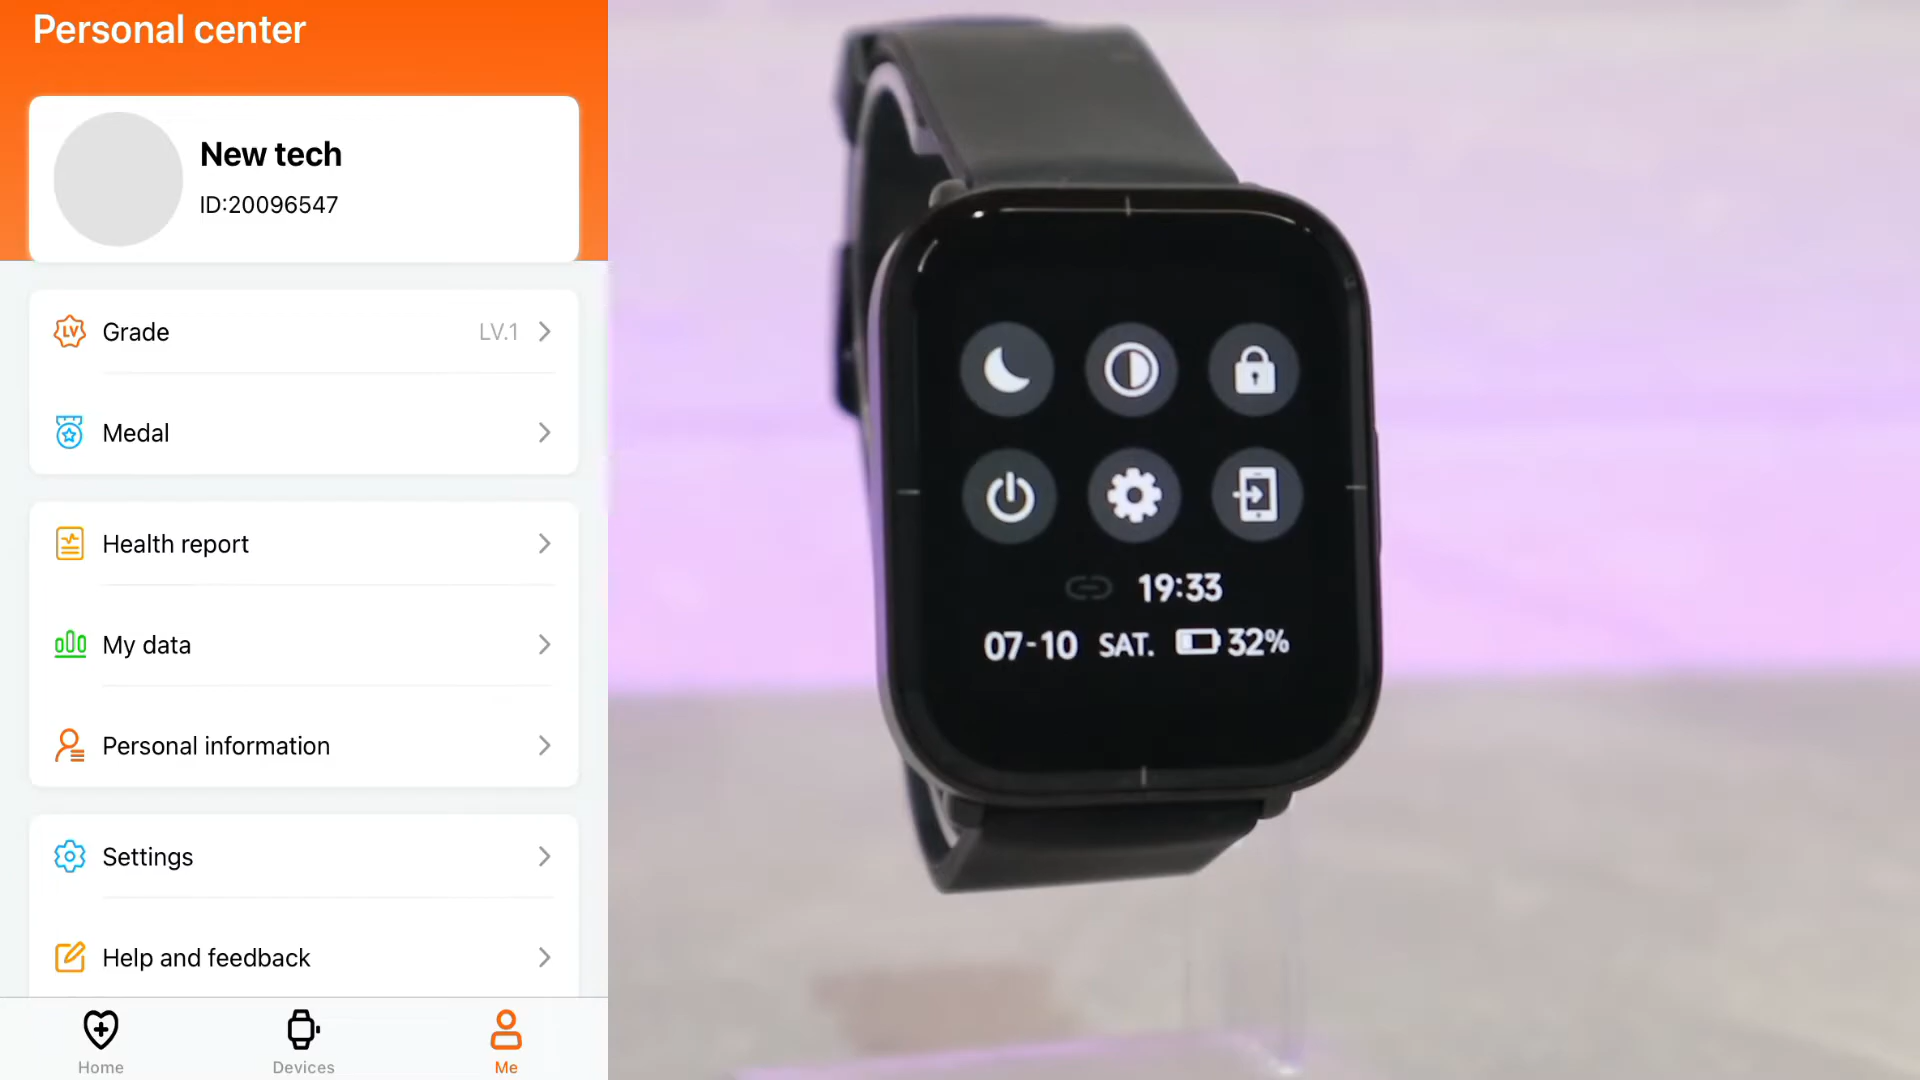 Personal center
New tech
ID:20096547
LV
Grade
LV.1
Medal
Health report
My data
Personal information
Settings
Help and feedback
Home
Devices
Me
19:33
07-10 SAT. 32%